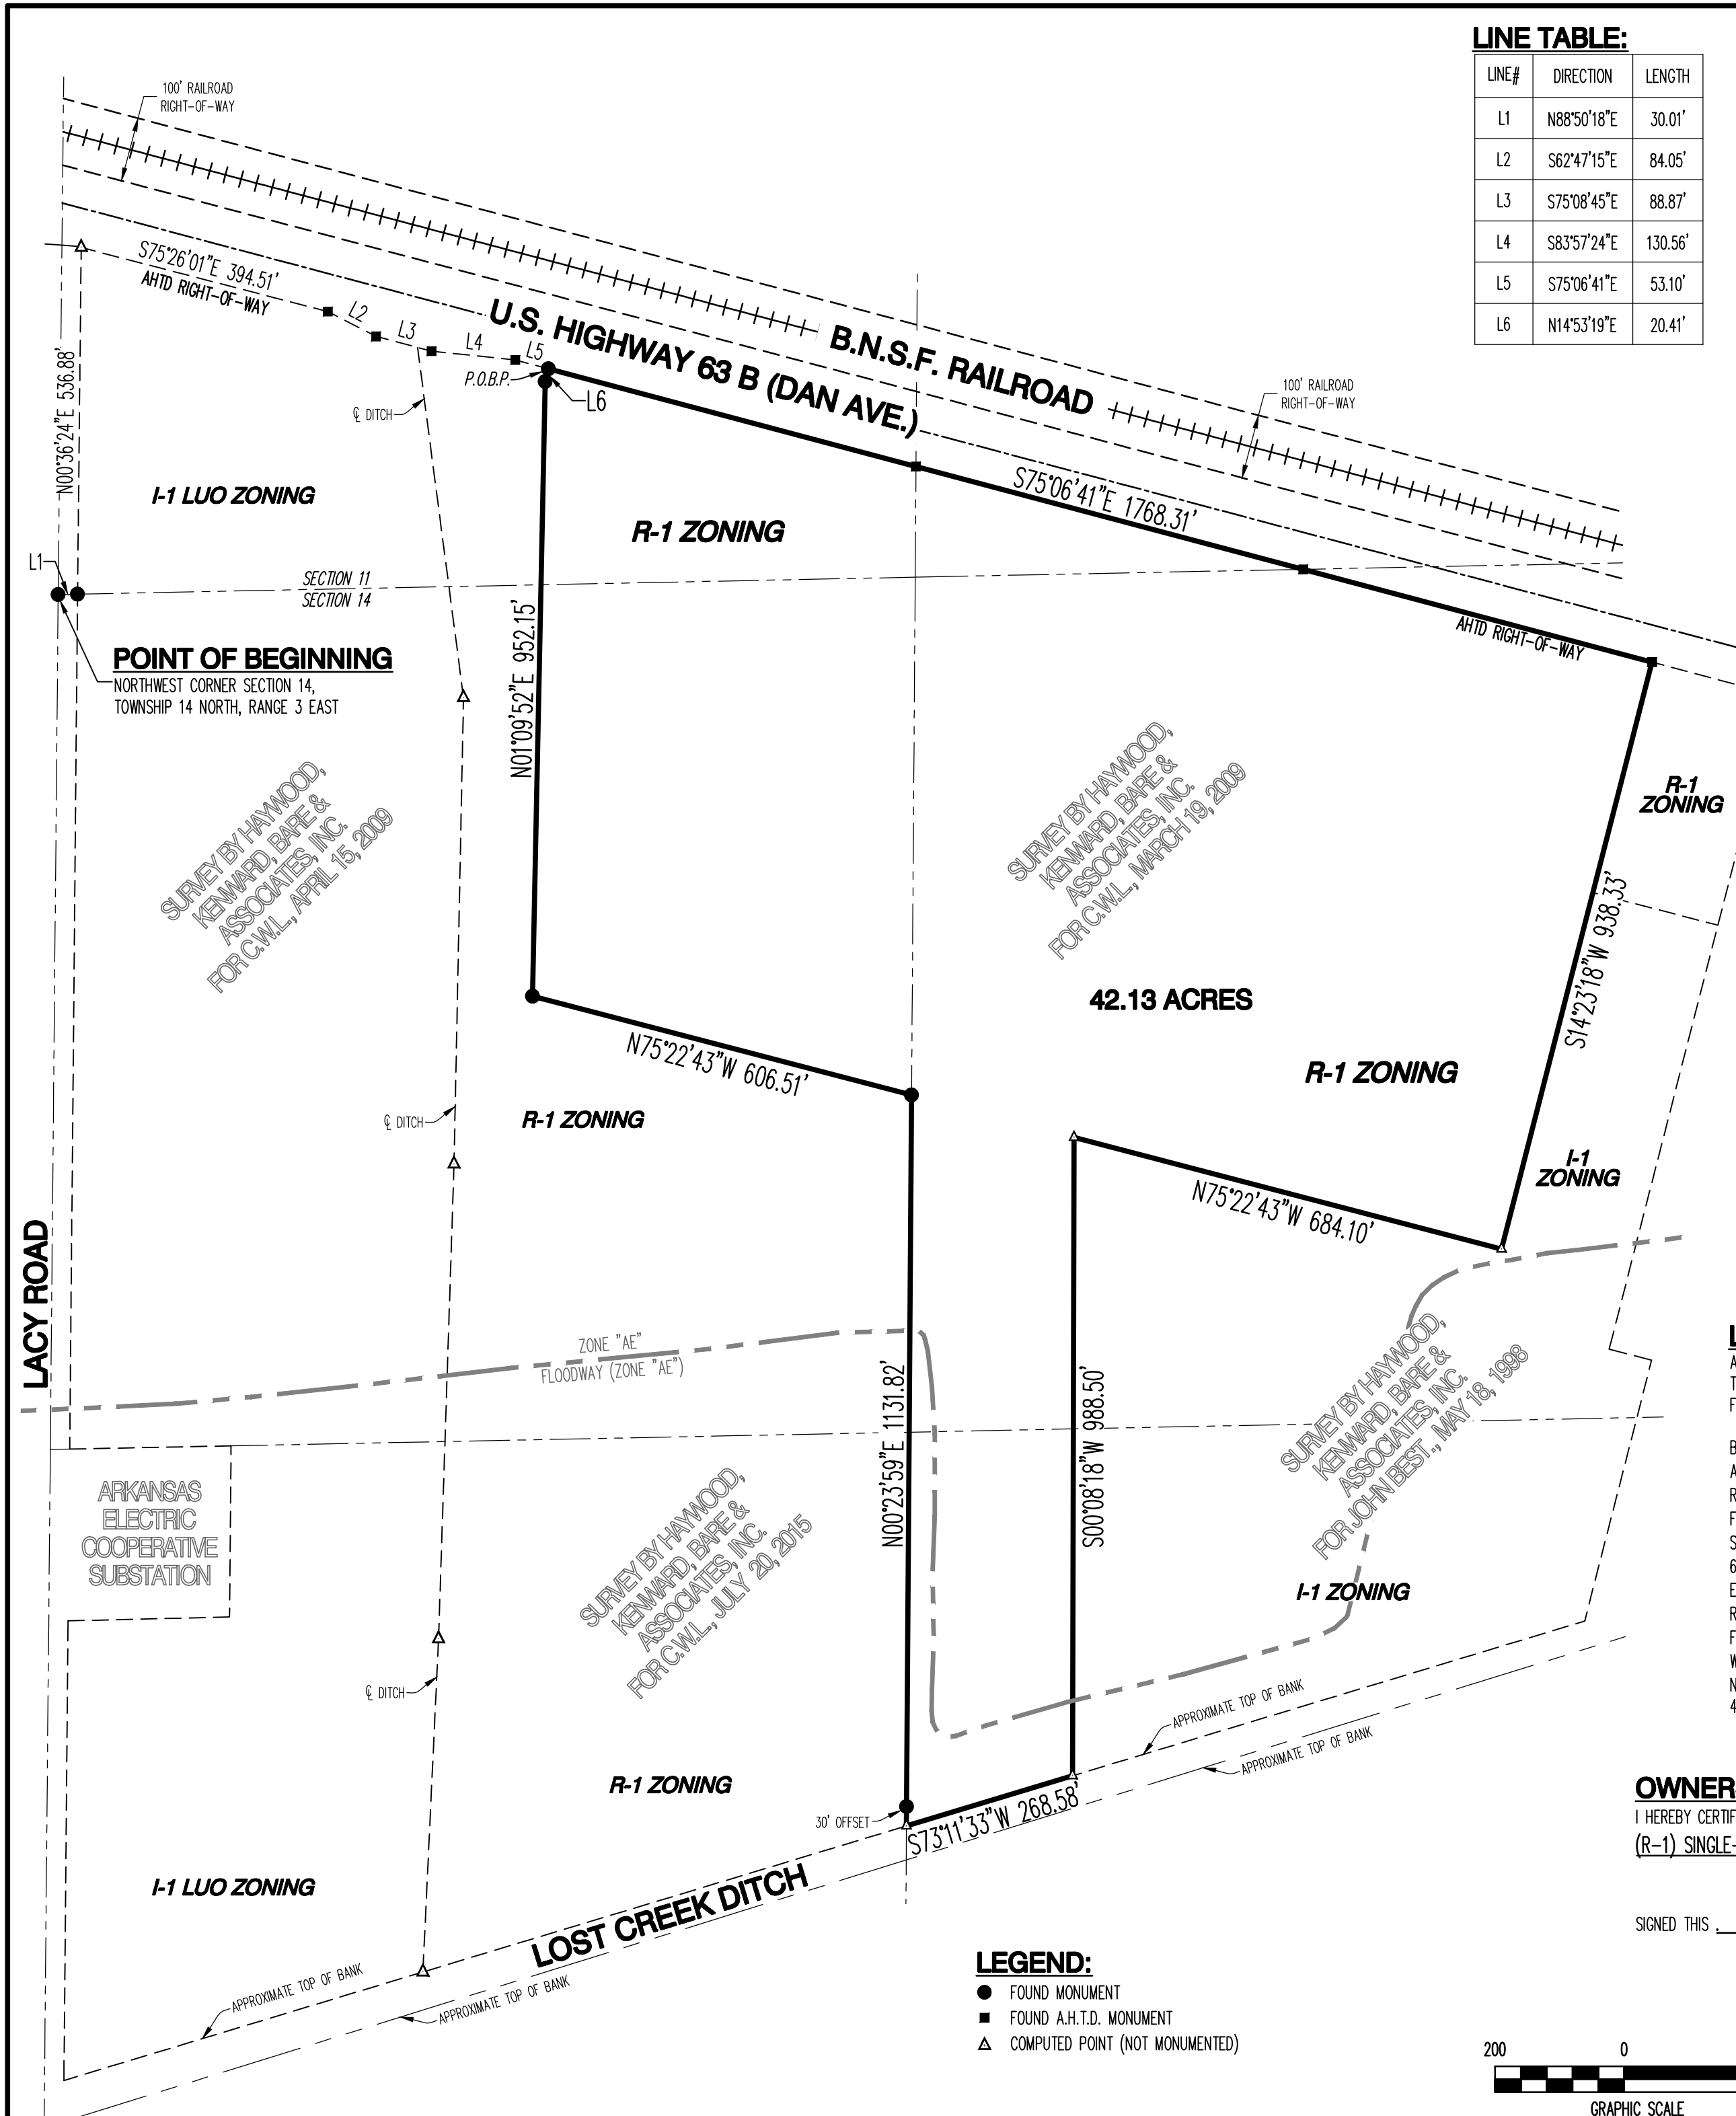 LINE TABLE:
LINE# DIRECTION LENGTH
L1 N88°50'18"E 30.01'
L2 S62°47'15"E 84.05'
L3 S75°08'45"E 88.87'
L4 S83°57'24"E 130.56'
L5 S75°06'41"E 53.10'
L6 N14°53'19"E 20.41'
100' RAILROAD
RIGHT-OF-WAY
S75°26'01"E 394.51'
AHTD RIGHT-OF-WAY
L2
L3
L4
L5
U.S. HIGHWAY 63 B (DAN AVE.)
B.N.S.F. RAILROAD
100' RAILROAD
RIGHT-OF-WAY
P.O.B.P.
L6
N00°36'24"E 536.88'
℄ DITCH
S75°06'41"E 1768.31'
I-1 LUO ZONING
R-1 ZONING
L1
SECTION 11
SECTION 14
AHTD RIGHT-OF-WAY
POINT OF BEGINNING
NORTHWEST CORNER SECTION 14,
TOWNSHIP 14 NORTH, RANGE 3 EAST
N01°09'52"E 952.15'
SURVEY BY HAYWOOD,
KENWARD, BARE &
ASSOCIATES, INC.
FOR C.W.L., APRIL 15, 2009
SURVEY BY HAYWOOD,
KENWARD, BARE &
ASSOCIATES, INC.
FOR C.W.L., MARCH 19, 2009
R-1
ZONING
S14°23'18"W 938.33'
42.13 ACRES
N75°22'43"W 606.51'
R-1 ZONING
℄ DITCH
R-1 ZONING
I-1
ZONING
N75°22'43"W 684.10'
LACY ROAD
ZONE "AE"
FLOODWAY (ZONE "AE")
N00°23'59"E 1131.82'
S00°08'18"W 988.50'
SURVEY BY HAYWOOD,
KENWARD, BARE &
ASSOCIATES, INC.
FOR JOHN BEST., MAY 18, 1998
L
A
T
F
B
A
R
F
S
6
E
R
F
W
N
4
ARKANSAS
ELECTRIC
COOPERATIVE
SUBSTATION
SURVEY BY HAYWOOD,
KENWARD, BARE &
ASSOCIATES, INC.
FOR C.W.L., JULY 20, 2015
I-1 ZONING
℄ DITCH
APPROXIMATE TOP OF BANK
APPROXIMATE TOP OF BANK
R-1 ZONING
30' OFFSET
S73°11'33"W 268.58'
OWNER
I HEREBY CERTIF
(R-1) SINGLE-
SIGNED THIS
I-1 LUO ZONING
LOST CREEK DITCH
APPROXIMATE TOP OF BANK
APPROXIMATE TOP OF BANK
LEGEND:
FOUND MONUMENT
FOUND A.H.T.D. MONUMENT
COMPUTED POINT (NOT MONUMENTED)
200 0
GRAPHIC SCALE